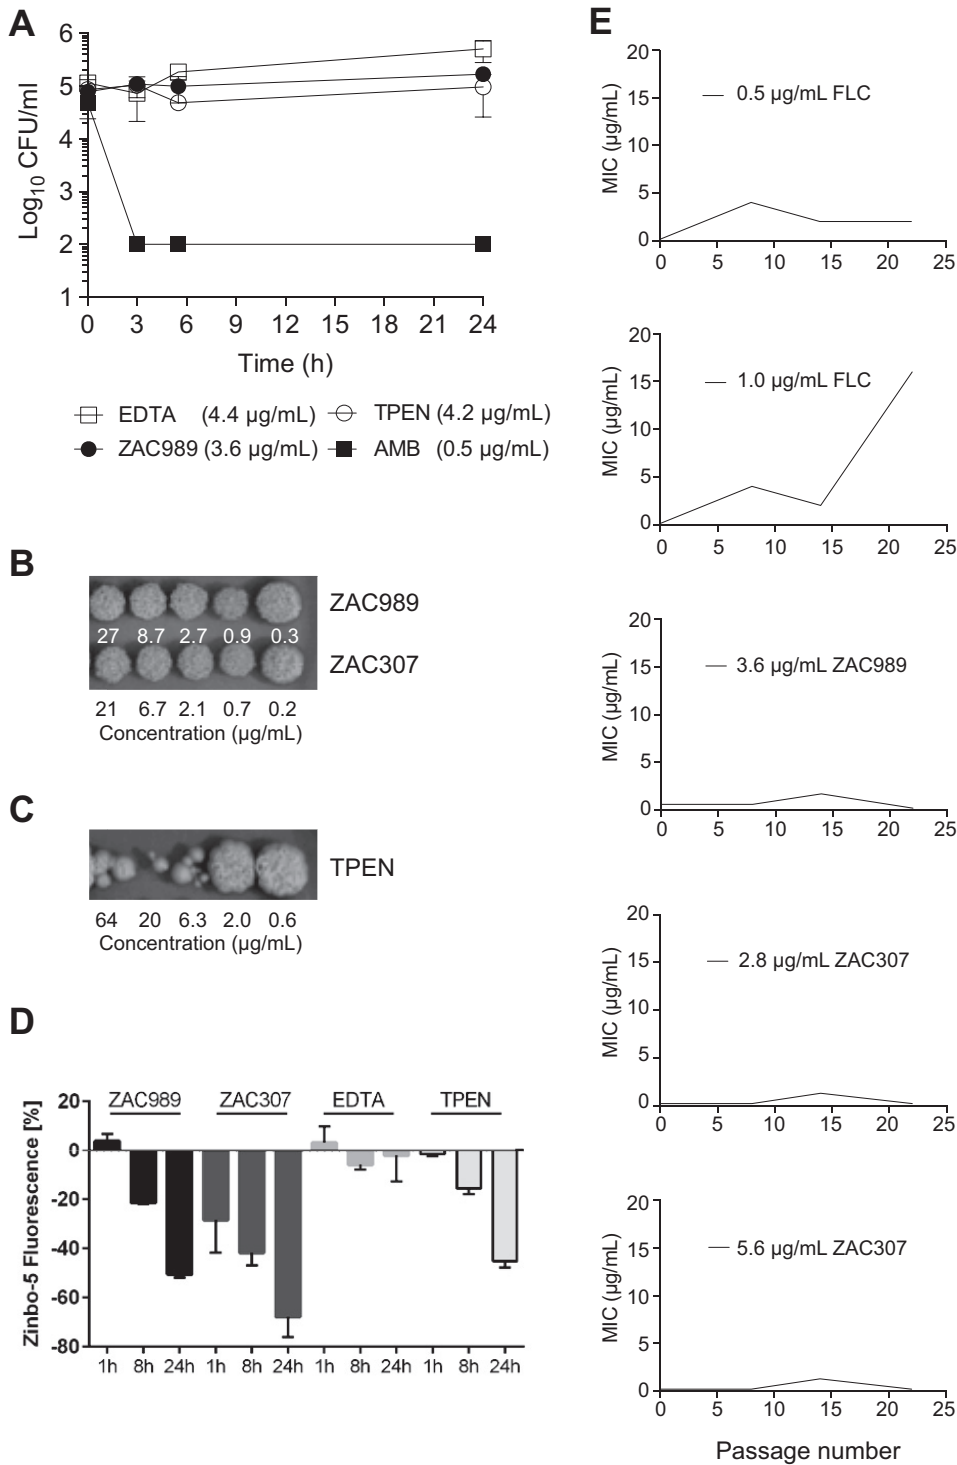 A
6
5
4
3
2
1
Log10 CFU/ml
0 3 6 9 12 15 18 21 24
Time (h)
EDTA (4.4 µg/mL) TPEN (4.2 µg/mL)
ZAC989 (3.6 µg/mL) AMB (0.5 µg/mL)
B
ZAC989
27 8.7 2.7 0.9 0.3
ZAC307
21 6.7 2.1 0.7 0.2
Concentration (µg/mL)
C
TPEN
64 20 6.3 2.0 0.6
Concentration (µg/mL)
D
ZAC989 ZAC307 EDTA TPEN
20
0
-20
-40
-60
-80
Zinbo-5 Fluorescence [%]
1h 8h 24h 1h 8h 24h 1h 8h 24h 1h 8h 24h
E
20
15
10
5
0
MIC (µg/mL)
0.5 µg/mL FLC
0 5 10 15 20 25
20
15
10
5
0
MIC (µg/mL)
1.0 µg/mL FLC
0 5 10 15 20 25
20
15
10
5
0
MIC (µg/mL)
3.6 µg/mL ZAC989
0 5 10 15 20 25
20
15
10
5
0
MIC (µg/mL)
2.8 µg/mL ZAC307
0 5 10 15 20 25
20
15
10
5
0
MIC (µg/mL)
5.6 µg/mL ZAC307
0 5 10 15 20 25
Passage number